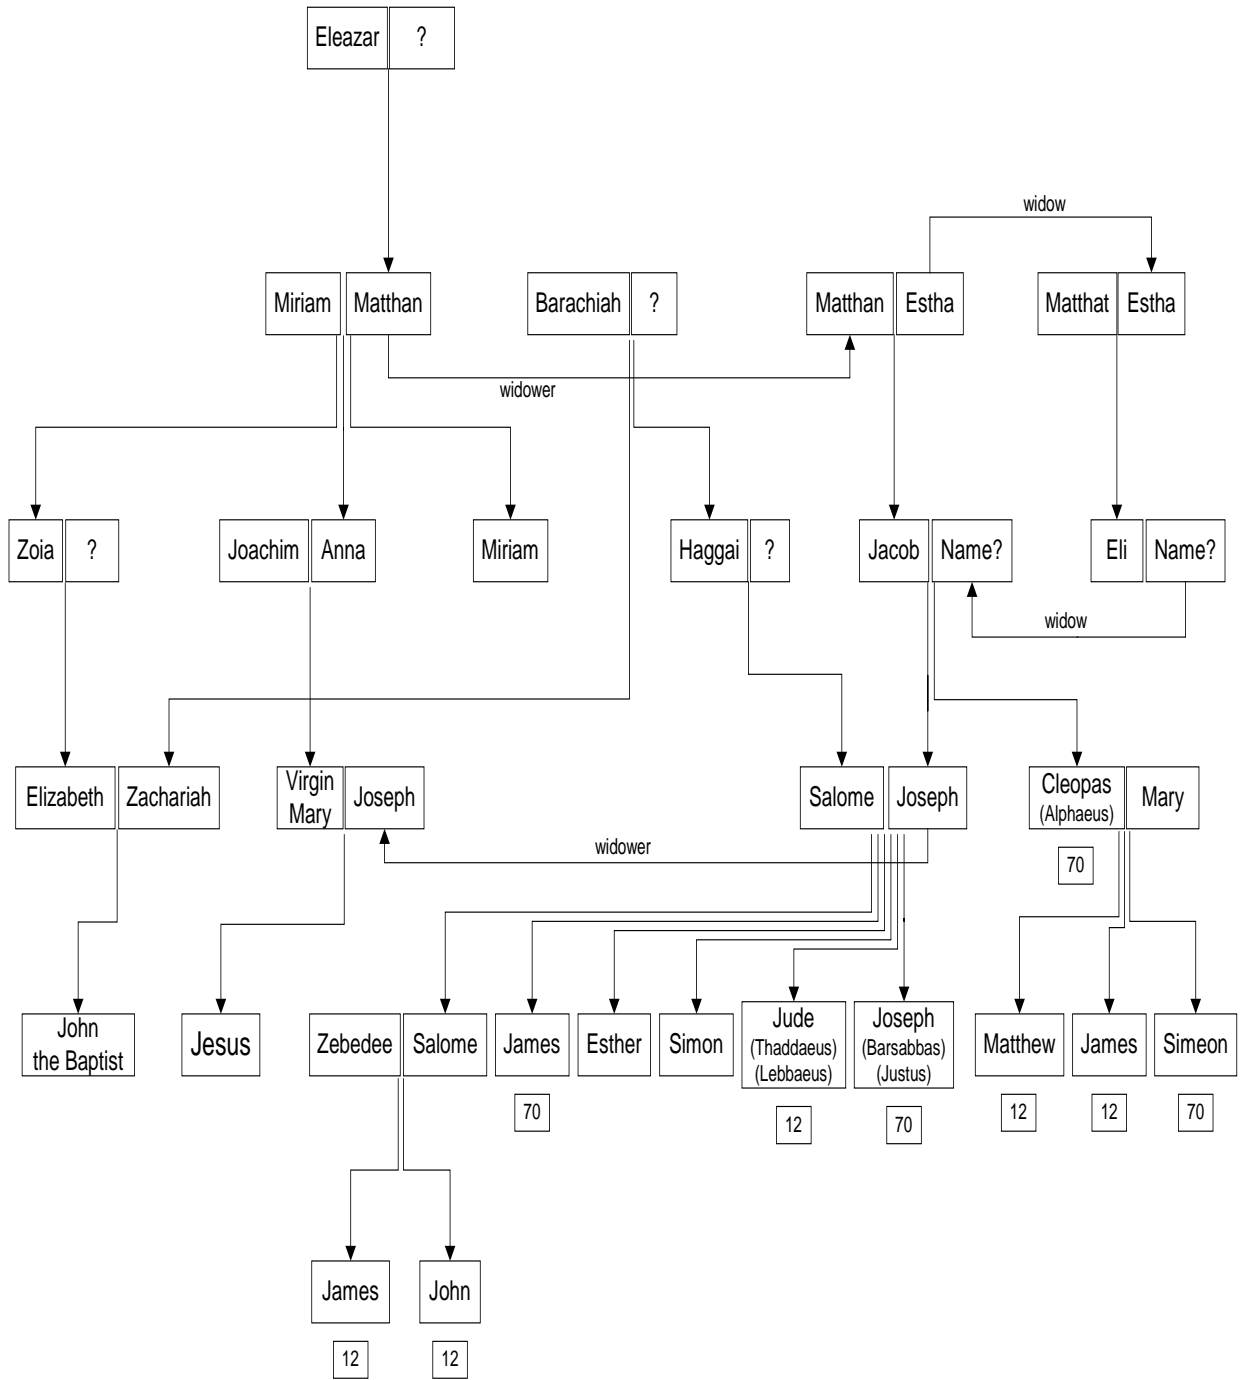 Eleazar ?
widow
Miriam Matthan Barachiah ? Matthan Estha Matthat Estha
widower
Zoia ? Joachim Anna Miriam Haggai ? Jacob Name? Eli Name?
widow
Elizabeth Zachariah
Virgin
Mary
Joseph
Salome Joseph
Cleopas
(Alphaeus)
Mary
widower
70
John
the Baptist
Jesus
Zebedee Salome James Esther Simon
Jude
(Thaddaeus)
(Lebbaeus)
Joseph
(Barsabbas)
(Justus)
Matthew James Simeon
70 12 70 12 12 70
James John
12 12